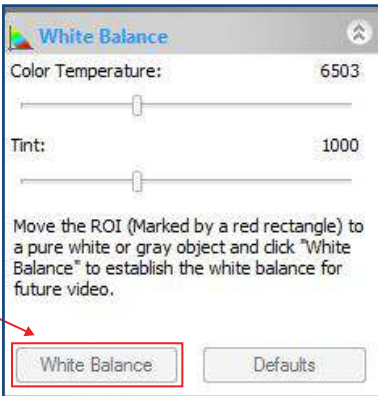 White Balance
Color Temperature: 6503
Tint: 1000
Move the ROI (Marked by a red rectangle) to
a pure white or gray object and click "White
Balance" to establish the white balance for
future video.
White Balance Defaults